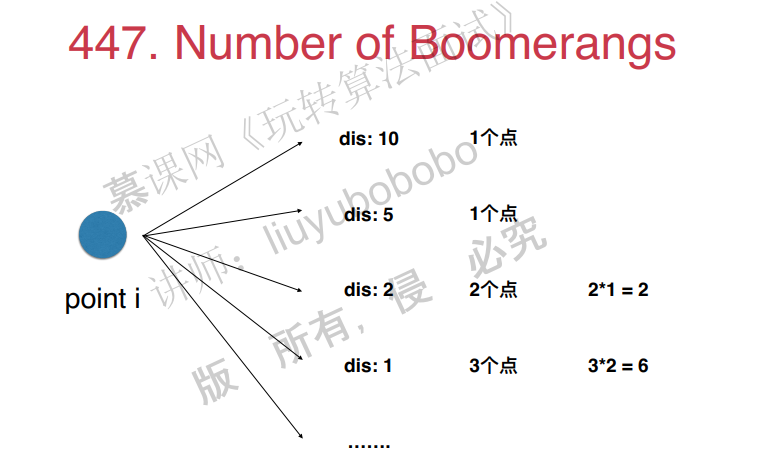 447. Number of Boomerangs
慕课网《玩转算法面试》
讲师：liuyubobobo
版 所有，侵 必究
dis: 10 1个点
dis: 5 1个点
point i
dis: 2 2个点 2*1 = 2
dis: 1 3个点 3*2 = 6
.......